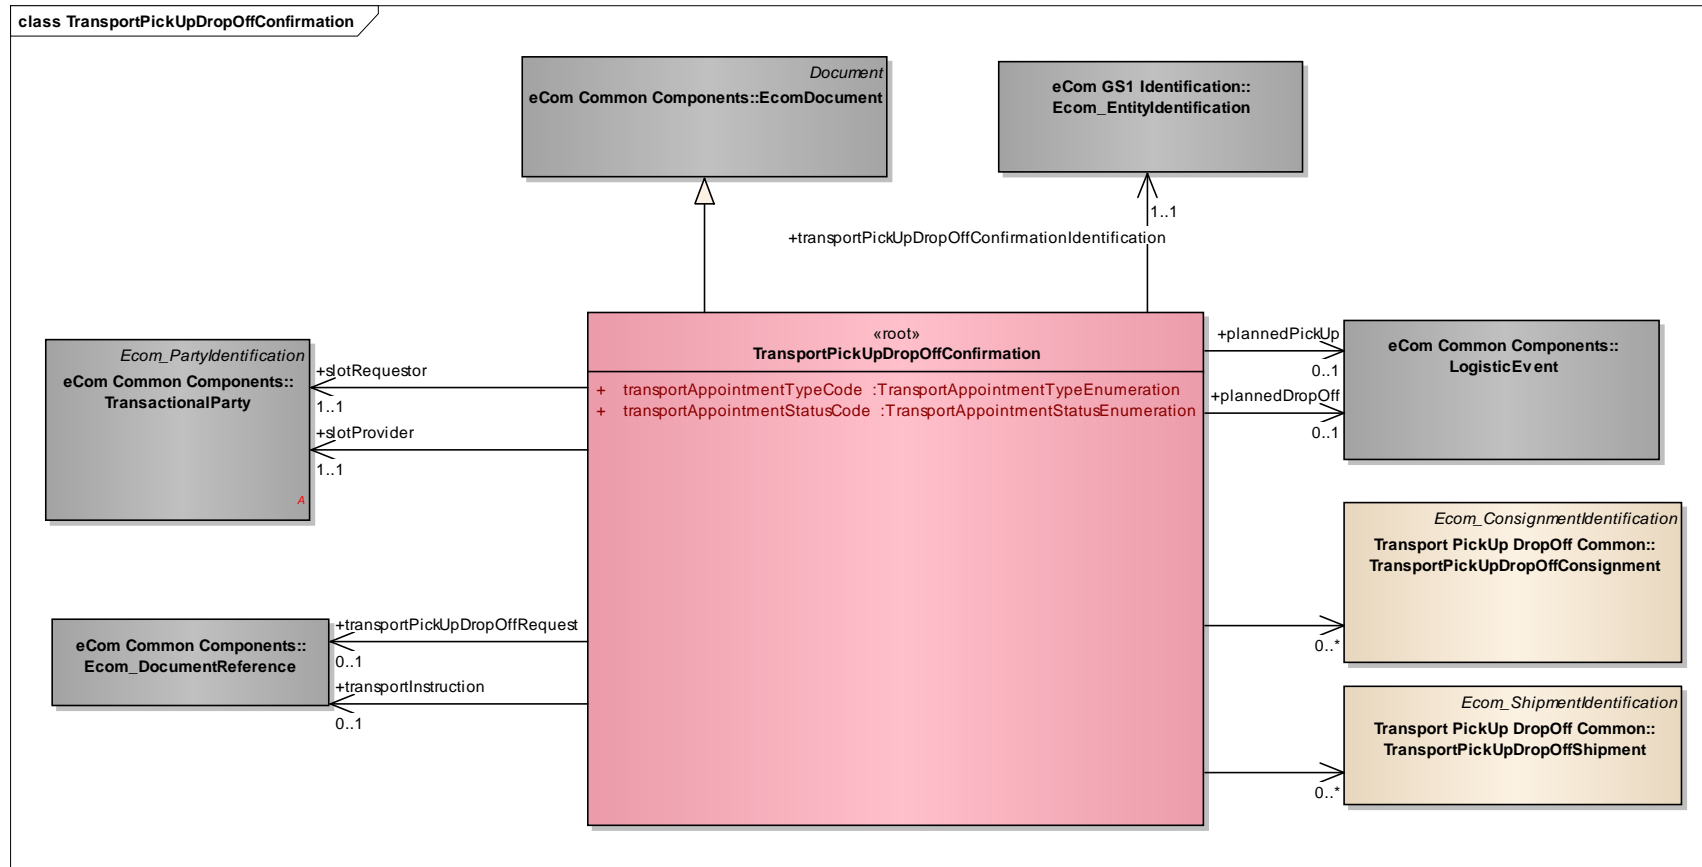 class TransportPickUpDropOffConfirmation
Document
eCom Common Components::EcomDocument
eCom GS1 Identification::
Ecom_EntityIdentification
1..1
+transportPickUpDropOffConfirmationIdentification
Ecom_PartyIdentification
eCom Common Components::
TransactionalParty
A
+slotRequestor
1..1
+slotProvider
1..1
«root»
TransportPickUpDropOffConfirmation
+ transportAppointmentTypeCode :TransportAppointmentTypeEnumeration
+ transportAppointmentStatusCode :TransportAppointmentStatusEnumeration
+plannedPickUp
0..1
+plannedDropOff
0..1
eCom Common Components::
LogisticEvent
Ecom_ConsignmentIdentification
Transport PickUp DropOff Common::
TransportPickUpDropOffConsignment
0..*
eCom Common Components::
Ecom_DocumentReference
+transportPickUpDropOffRequest
0..1
+transportInstruction
0..1
Ecom_ShipmentIdentification
Transport PickUp DropOff Common::
TransportPickUpDropOffShipment
0..*